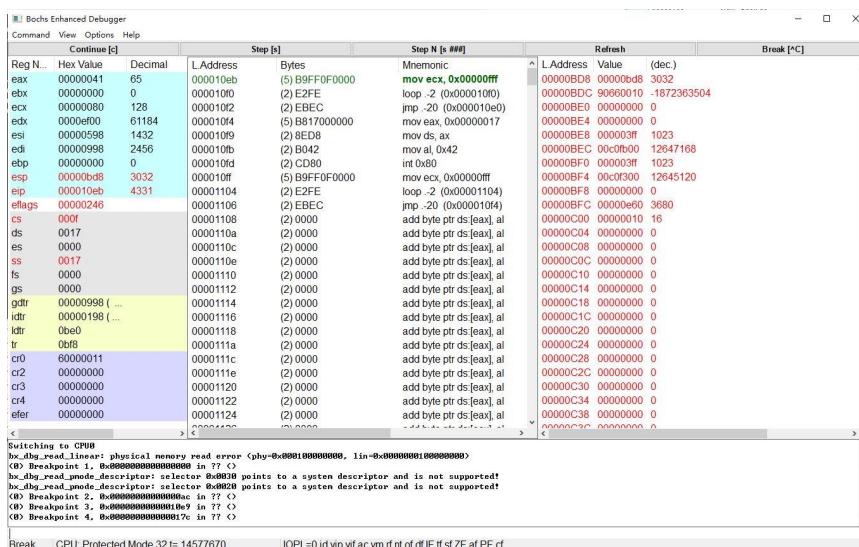 Bochs Enhanced Debugger
Command View Options Help
Continue [c] Step [s] Step N [s ###] Refresh Break [^C]
Reg N... Hex Value Decimal L.Address Bytes Mnemonic L.Address Value (dec.)
eax 00000041 65 000010eb (5) B9FF0F0000 mov ecx, 0x00000fff 00000BD8 00000bd8 3032
ebx 00000000 0 000010f0 (2) E2FE loop .-2 (0x000010f0) 00000BDC 90660010 -1872363504
ecx 00000080 128 000010f2 (2) EBEC jmp .-20 (0x000010e0) 00000BE0 00000000 0
edx 0000ef00 61184 000010f4 (5) B817000000 mov eax, 0x00000017 00000BE4 00000000 0
esi 00000598 1432 000010f9 (2) 8ED8 mov ds, ax 00000BE8 000003ff 1023
edi 00000998 2456 000010fb (2) B042 mov al, 0x42 00000BEC 00c0fb00 12647168
ebp 00000000 0 000010fd (2) CD80 int 0x80 00000BF0 000003ff 1023
esp 00000bd8 3032 000010ff (5) B9FF0F0000 mov ecx, 0x00000fff 00000BF4 00c0f300 12645120
eip 000010eb 4331 00001104 (2) E2FE loop .-2 (0x00001104) 00000BF8 00000000 0
eflags 00000246 00001106 (2) EBEC jmp .-20 (0x000010f4) 00000BFC 00000e60 3680
cs 000f 00001108 (2) 0000 add byte ptr ds:[eax], al 00000C00 00000010 16
ds 0017 0000110a (2) 0000 add byte ptr ds:[eax], al 00000C04 00000000 0
es 0000 0000110c (2) 0000 add byte ptr ds:[eax], al 00000C08 00000000 0
ss 0017 0000110e (2) 0000 add byte ptr ds:[eax], al 00000C0C 00000000 0
fs 0000 00001110 (2) 0000 add byte ptr ds:[eax], al 00000C10 00000000 0
gs 0000 00001112 (2) 0000 add byte ptr ds:[eax], al 00000C14 00000000 0
gdtr 00000998 ( ... 00001114 (2) 0000 add byte ptr ds:[eax], al 00000C18 00000000 0
idtr 00000198 ( ... 00001116 (2) 0000 add byte ptr ds:[eax], al 00000C1C 00000000 0
ldtr 0be0 00001118 (2) 0000 add byte ptr ds:[eax], al 00000C20 00000000 0
tr 0bf8 0000111a (2) 0000 add byte ptr ds:[eax], al 00000C24 00000000 0
cr0 60000011 0000111c (2) 0000 add byte ptr ds:[eax], al 00000C28 00000000 0
cr2 00000000 0000111e (2) 0000 add byte ptr ds:[eax], al 00000C2C 00000000 0
cr3 00000000 00001120 (2) 0000 add byte ptr ds:[eax], al 00000C30 00000000 0
cr4 00000000 00001122 (2) 0000 add byte ptr ds:[eax], al 00000C34 00000000 0
efer 00000000 00001124 (2) 0000 add byte ptr ds:[eax], al 00000C38 00000000 0
Switching to CPU0
bx_dbg_read_linear: physical memory read error (phy=0x000100000000, lin=0x0000000100000000)
(0) Breakpoint 1, 0x0000000000000000 in ?? ()
bx_dbg_read_pmode_descriptor: selector 0x0030 points to a system descriptor and is not supported!
bx_dbg_read_pmode_descriptor: selector 0x0020 points to a system descriptor and is not supported!
(0) Breakpoint 2, 0x00000000000000ac in ?? ()
(0) Breakpoint 3, 0x00000000000010e9 in ?? ()
(0) Breakpoint 4, 0x000000000000017c in ?? ()
Break CPU: Protected Mode 32 t= 14577670 IOPL=0 id vip vif ac vm rf nt of df IF tf sf ZF af PF cf